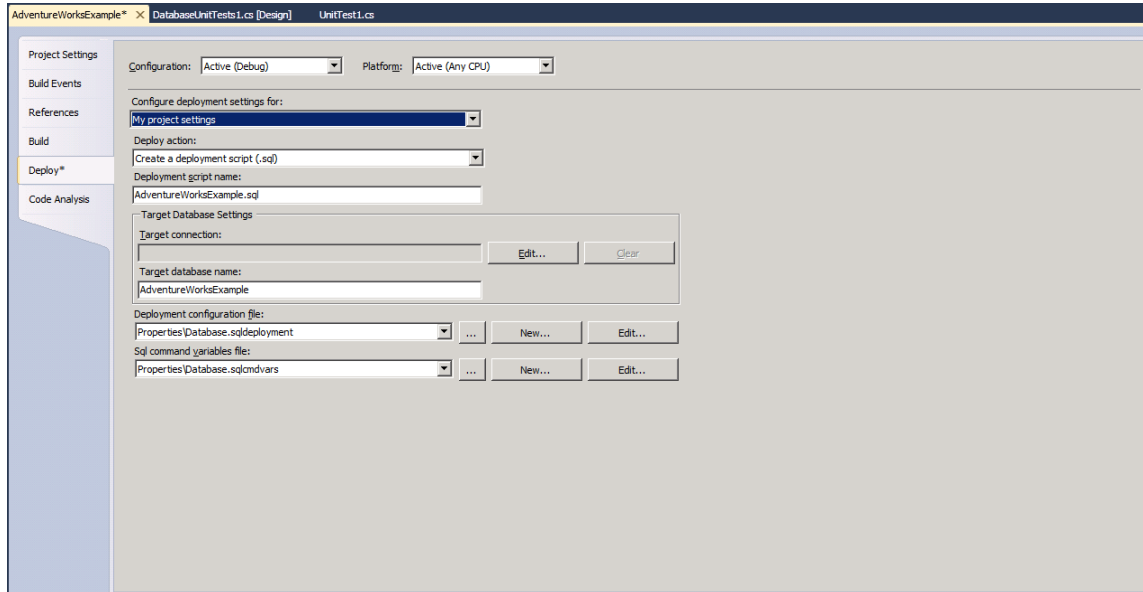 AdventureWorksExample* DatabaseUnitTests1.cs [Design] UnitTest1.cs
Project Settings
Build Events
References
Build
Deploy*
Code Analysis
Configuration: Active (Debug) Platform: Active (Any CPU)
Configure deployment settings for:
My project settings
Deploy action:
Create a deployment script (.sql)
Deployment script name:
AdventureWorksExample.sql
Target Database Settings
Target connection:
Edit... Clear
Target database name:
AdventureWorksExample
Deployment configuration file:
Properties\Database.sqldeployment ... New... Edit...
Sql command variables file:
Properties\Database.sqlcmdvars ... New... Edit...